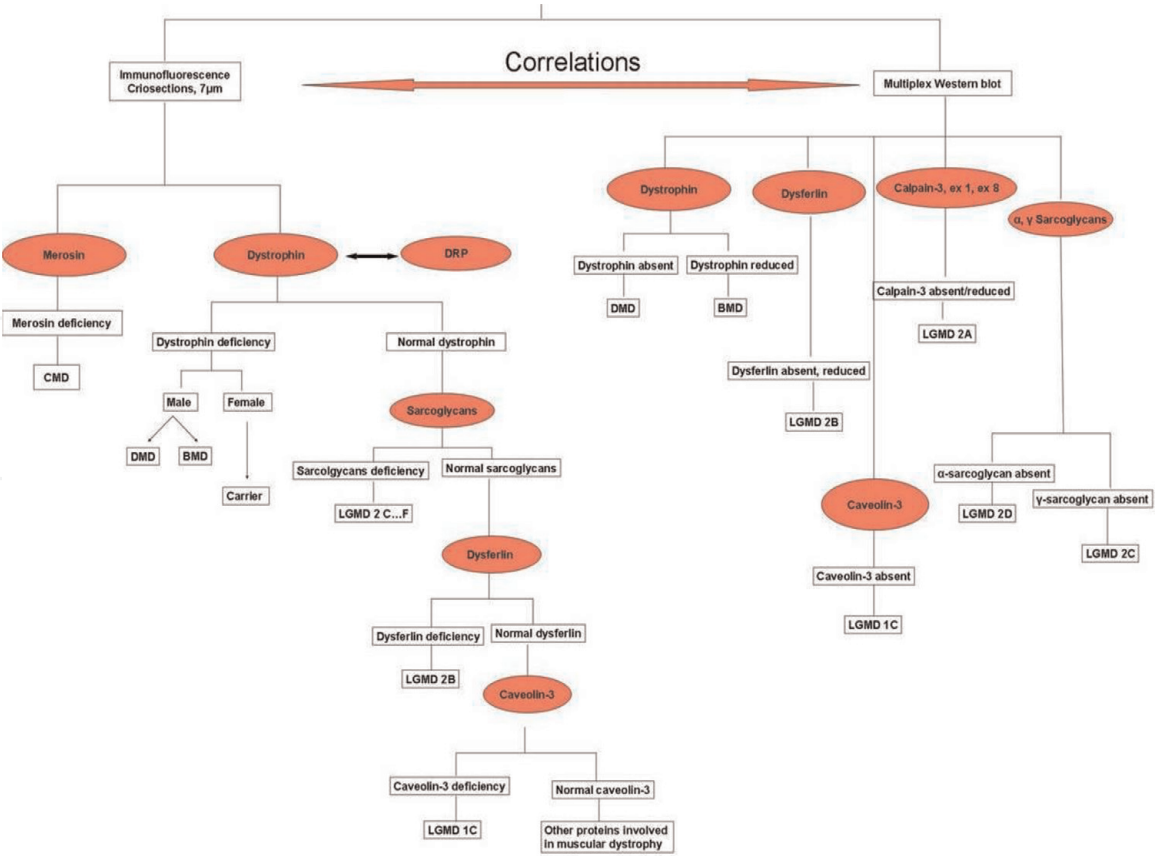 Correlations
Immunofluorescence
Criosections, 7µm
Multiplex Western blot
Merosin
Dystrophin
DRP
Merosin deficiency
CMD
Dystrophin deficiency
Normal dystrophin
Male
Female
DMD
BMD
Carrier
Sarcoglycans
Sarcolgycans deficiency
Normal sarcoglycans
LGMD 2 C...F
Dysferlin
Dysferlin deficiency
Normal dysferlin
LGMD 2B
Caveolin-3
Caveolin-3 deficiency
Normal caveolin-3
LGMD 1C
Other proteins involved
in muscular dystrophy
Dystrophin
Dystrophin absent
Dystrophin reduced
DMD
BMD
Dysferlin
Dysferlin absent, reduced
LGMD 2B
Caveolin-3
Caveolin-3 absent
LGMD 1C
Calpain-3, ex 1, ex 8
Calpain-3 absent/reduced
LGMD 2A
α, γ Sarcoglycans
α-sarcoglycan absent
γ-sarcoglycan absent
LGMD 2D
LGMD 2C